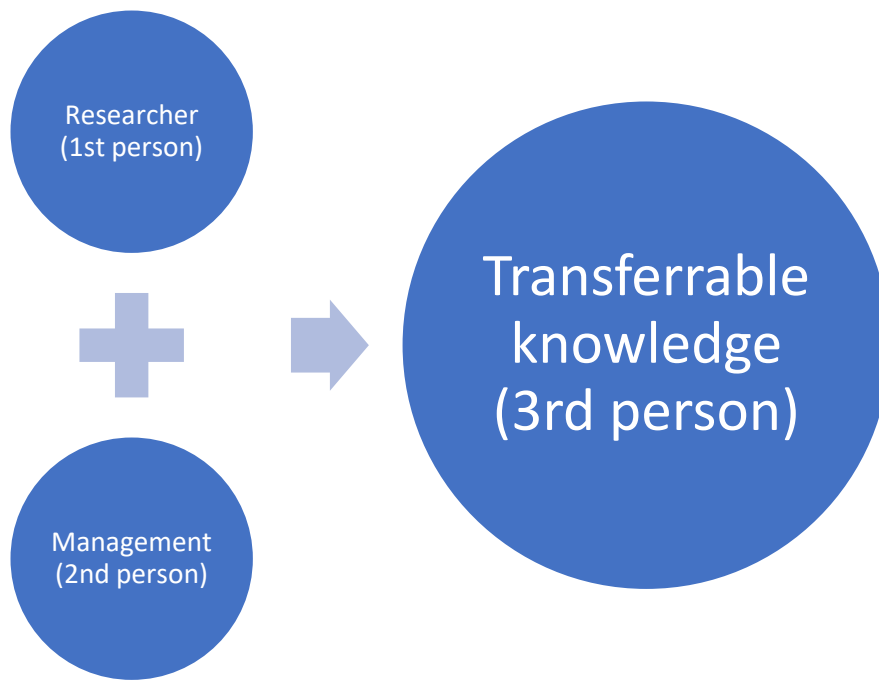 Researcher
(1st person)
Management
(2nd person)
Transferrable
knowledge
(3rd person)